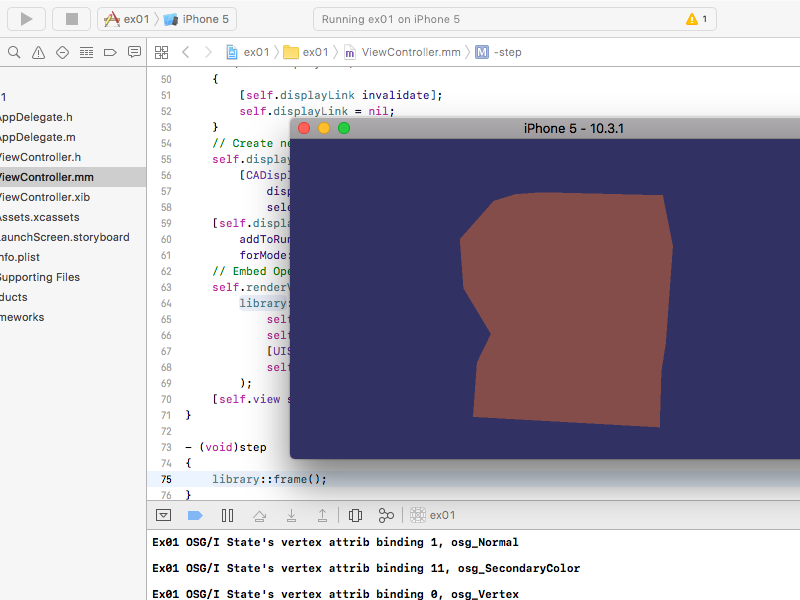 ex01 iPhone 5 Running ex01 on iPhone 5 1
ex01 ex01 m ViewController.mm M -step
1
AppDelegate.h
AppDelegate.m
ViewController.h
ViewController.mm
ViewController.xib
Assets.xcassets
LaunchScreen.storyboard
nfo.plist
Supporting Files
ducts
meworks
50 {
51 [self.displayLink invalidate];
52 self.displayLink = nil;
53 }
54 // Create ne
55 self.display
56 [CADispl
57 disp
58 sele
59 [self.displa
60 addToRun
61 forMode:
62 // Embed Ope
63 self.renderV
64 library:
65 self
66 self
67 [UIS
68 self
69 );
70 [self.view s
71 }
72
73 - (void)step
74 {
75 library::frame();
76 }
iPhone 5 - 10.3.1
ex01
Ex01 OSG/I State's vertex attrib binding 1, osg_Normal
Ex01 OSG/I State's vertex attrib binding 11, osg_SecondaryColor
Ex01 OSG/I State's vertex attrib binding 0, osg_Vertex